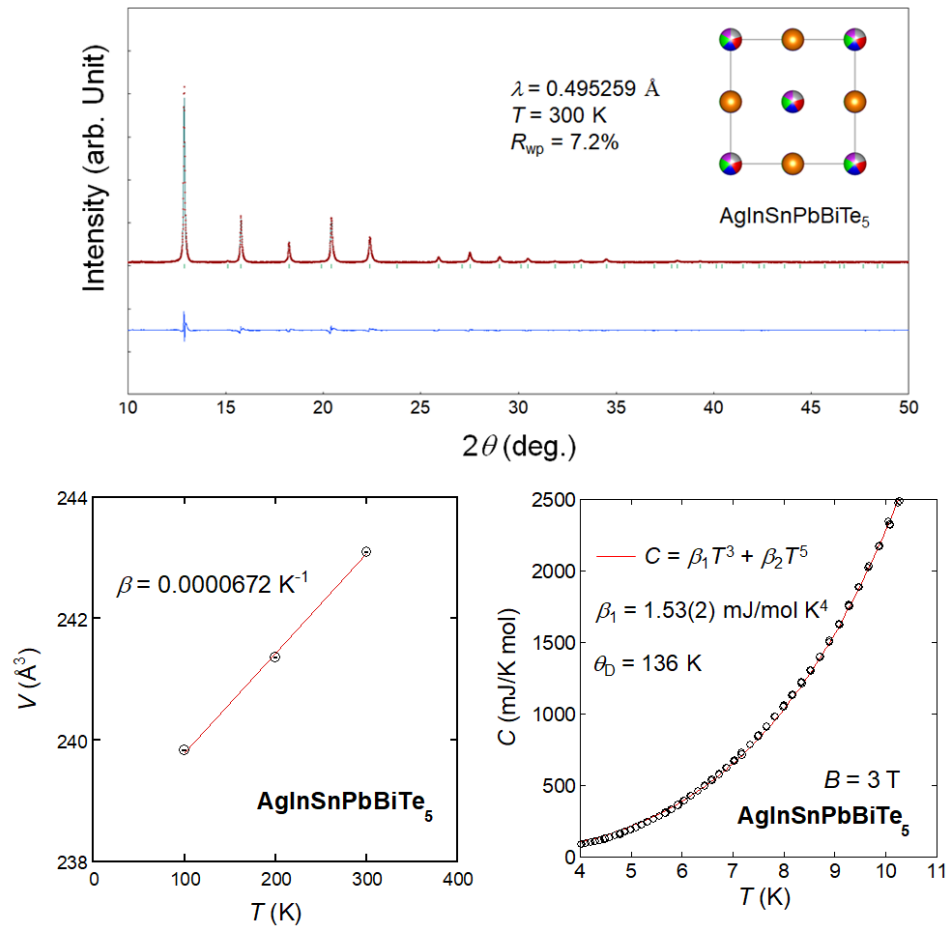 Intensity (arb. Unit)
λ = 0.495259 Å
T = 300 K
Rwp = 7.2%
AgInSnPbBiTe5
10 15 20 25 30 35 40 45 50
2θ (deg.)
244
242
240
238
V (Å3)
β = 0.0000672 K-1
AgInSnPbBiTe5
0 100 200 300 400
T (K)
2500
2000
1500
1000
500
0
C (mJ/K mol)
C = β1T3 + β2T5
β1 = 1.53(2) mJ/mol K4
θD = 136 K
B = 3 T
AgInSnPbBiTe5
4 5 6 7 8 9 10 11
T (K)